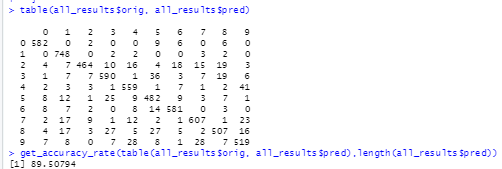 > table(all_results$orig, all_results$pred)
0 1 2 3 4 5 6 7 8 9
0 582 0 2 0 0 9 6 0 6 0
1 0 748 0 2 2 0 0 3 2 0
2 4 7 464 10 16 4 18 15 19 3
3 1 7 7 590 1 36 3 7 19 6
4 2 3 3 1 559 1 7 1 2 41
5 8 12 1 25 9 482 9 3 7 1
6 8 7 2 0 8 14 581 0 3 0
7 2 17 9 1 12 2 1 607 1 23
8 4 17 3 27 5 27 5 2 507 16
9 7 8 0 7 28 8 1 28 7 519
> get_accuracy_rate(table(all_results$orig, all_results$pred),length(all_results$pred))
[1] 89.50794